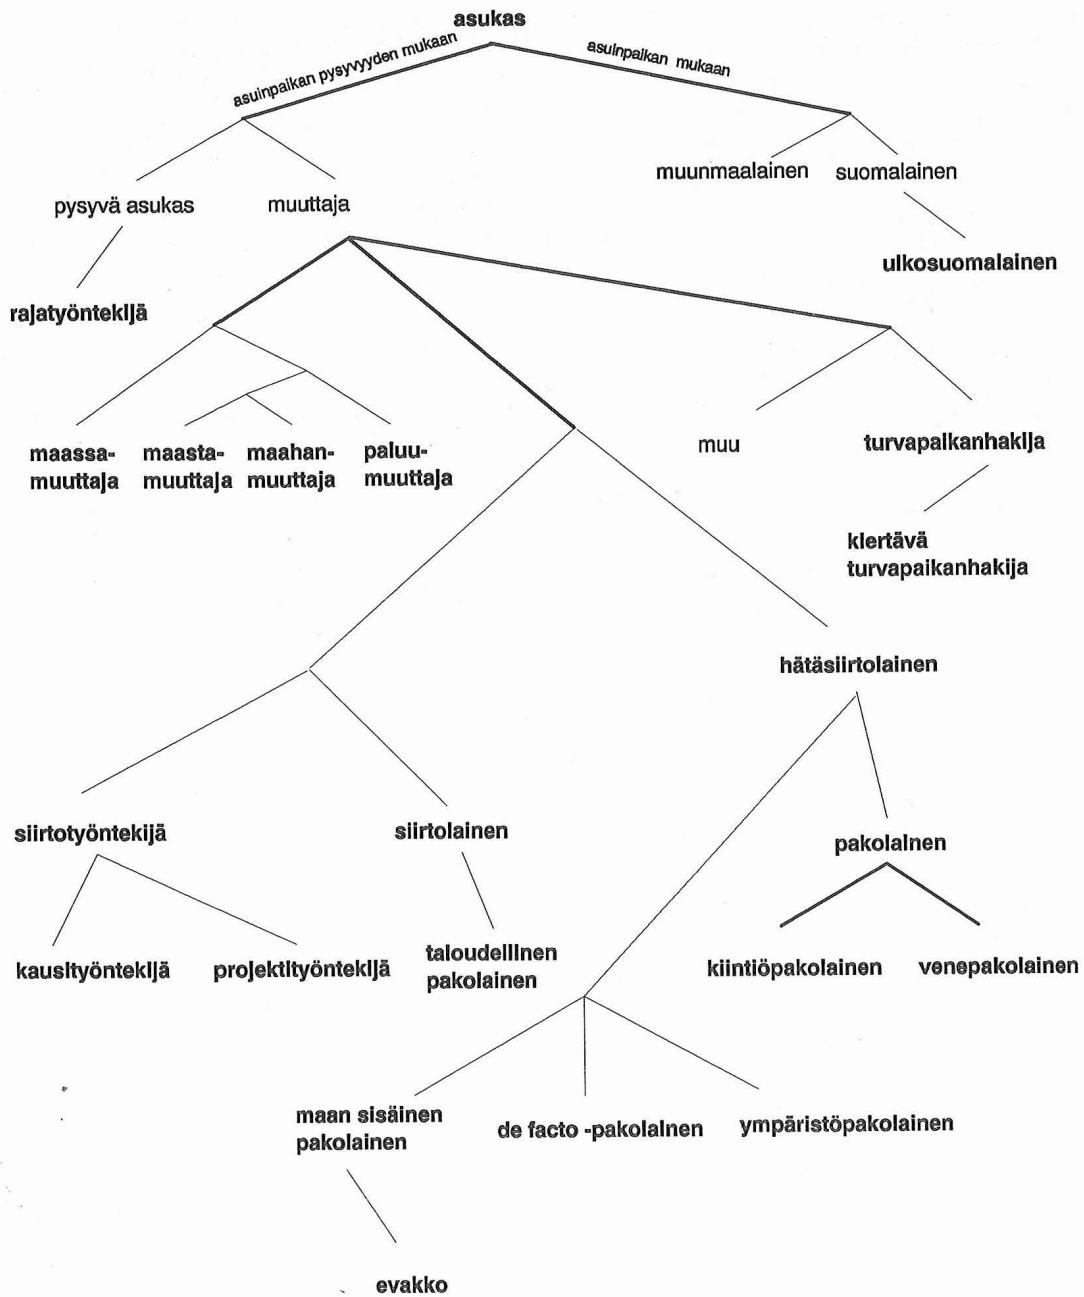 asukas
asuinpaikan pysyvyyden mukaan
asuinpaikan mukaan
muunmaalainen
suomalainen
pysyvä asukas
muuttaja
ulkosuomalainen
rajatyöntekijä
maassa-
muuttaja
maasta-
muuttaja
maahan-
muuttaja
paluu-
muuttaja
muu
turvapaikanhakija
kiertävä
turvapaikanhakija
hätäsiirtolainen
siirtotyöntekijä
siirtolainen
pakolainen
kausityöntekijä
projektityöntekijä
taloudellinen
pakolainen
kiintiöpakolainen
venepakolainen
maan sisäinen
pakolainen
de facto -pakolainen
ympäristöpakolainen
evakko